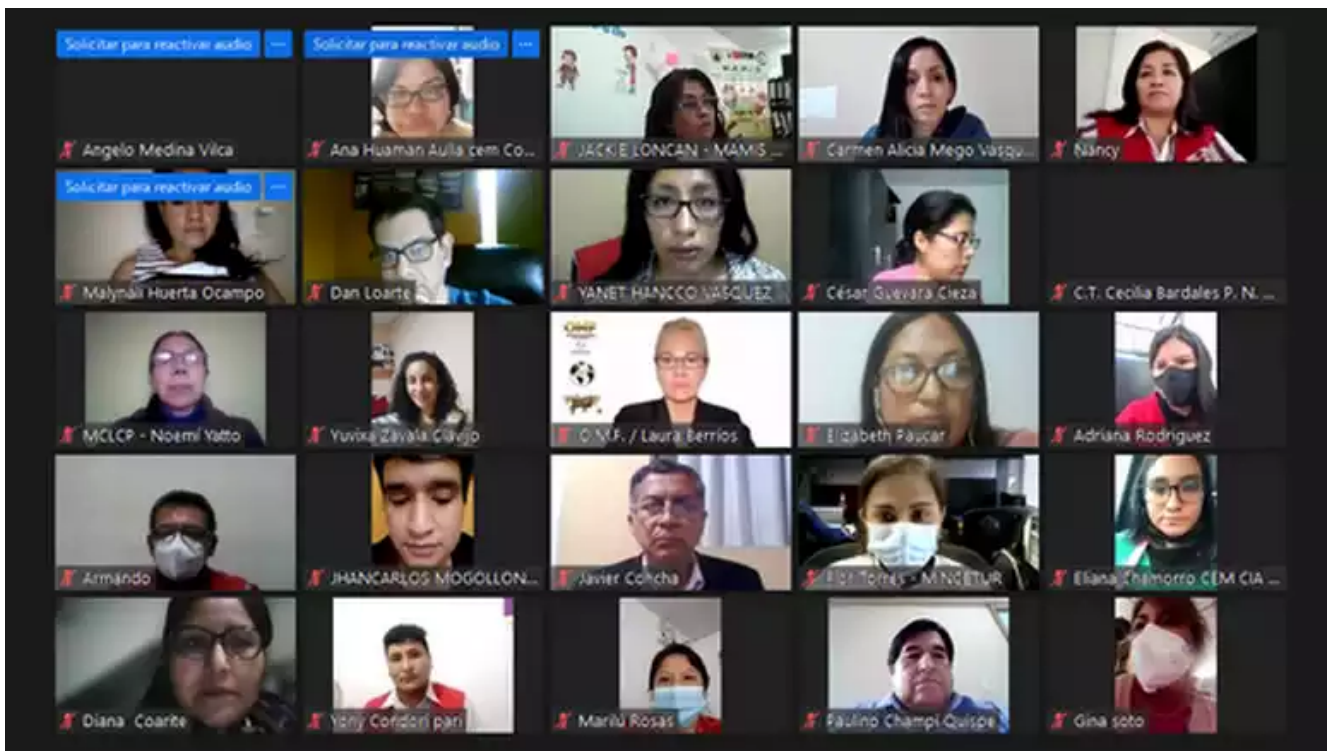 Solicitar para reactivar audio ...
Solicitar para reactivar audio ...
Angelo Medina Vilca
Ana Huaman Aulla cem Co...
JACKIE LONCAN - MAMIS ...
Carmen Alicia Mego Vasqu...
Nancy
Solicitar para reactivar audio ...
Malynali Huerta Ocampo
Dan Loarte
YANET HANCCO VASQUEZ
César Guevara Cieza
C.T. Cecilia Bardales P. N. ...
MCLCP - Noemí Yatto
Yuvixa Zavala Clavijo
O.M.F. / Laura Berrios
Elizabeth Paucar
Adriana Rodriguez
Armando
JHANCARLOS MOGOLLON...
Javier Concha
Flor Torres - MINCETUR
Eliana Chamorro CEM CIA ...
Diana Coarite
Yony Condori pari
Marilú Rosas
Paulino Champi Quispe
Gina soto